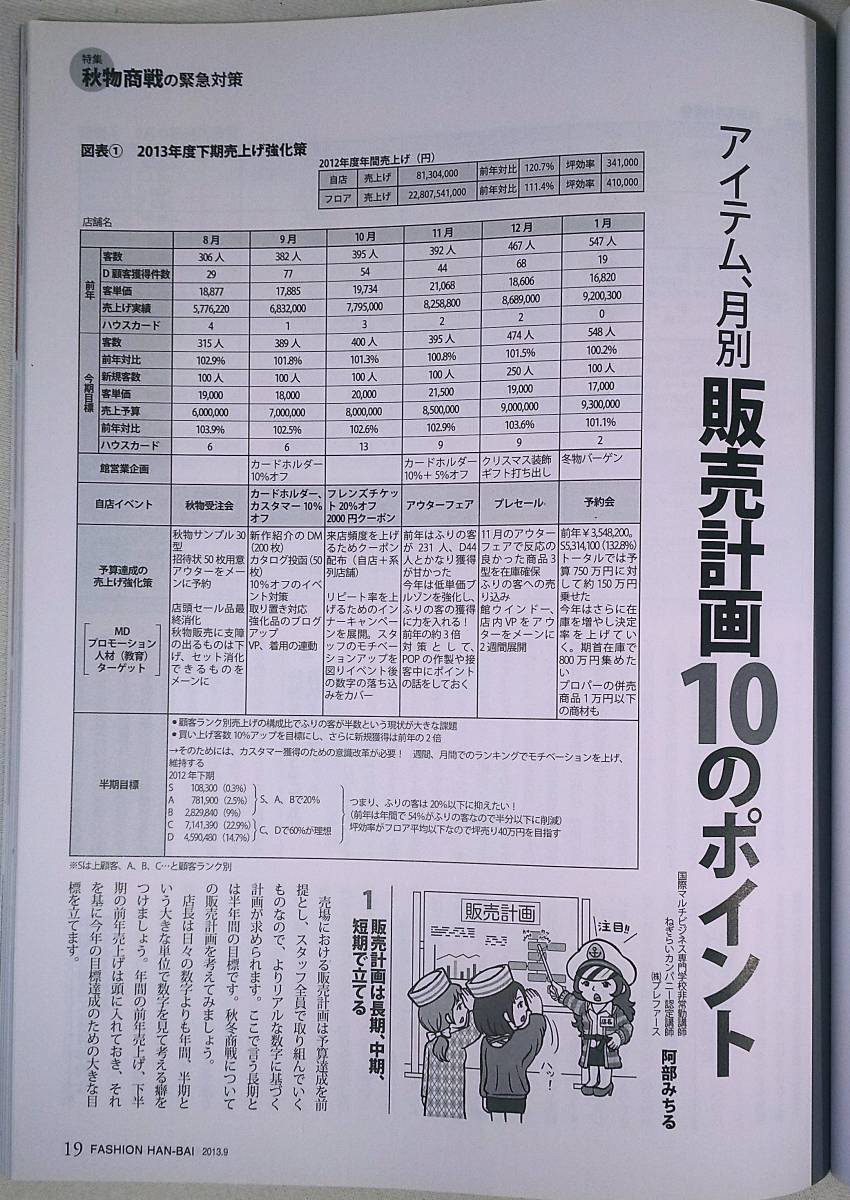 特集
秋物商戦の緊急対策
アイテム、月別
販売計画10のポイント
国際マルチビジネス専門学校非常勤講師
ねぎらいカンパニー認定講師
㈱プレファース
阿部みちる
図表① 2013年度下期売上げ強化策
2012年度年間売上げ（円）
自店 売上げ 81,304,000 前年対比 120.7% 坪効率 341,000
フロア 売上げ 22,807,541,000 前年対比 111.4% 坪効率 410,000
店舗名
8月 9月 10月 11月 12月 1月
前年
客数 306人 382人 395人 392人 467人 547人
D顧客獲得件数 29 77 54 44 68 19
客単価 18,877 17,885 19,734 21,068 18,606 16,820
売上げ実績 5,776,220 6,832,000 7,795,000 8,258,800 8,689,000 9,200,300
ハウスカード 4 1 3 2 2 0
今期目標
客数 315人 389人 400人 395人 474人 548人
前年対比 102.9% 101.8% 101.3% 100.8% 101.5% 100.2%
新規客数 100人 100人 100人 100人 250人 100人
客単価 19,000 18,000 20,000 21,500 19,000 17,000
売上予算 6,000,000 7,000,000 8,000,000 8,500,000 9,000,000 9,300,000
前年対比 103.9% 102.5% 102.6% 102.9% 103.6% 101.1%
ハウスカード 6 6 13 9 9 2
館営業企画
カードホルダー
10%オフ
カードホルダー
10%＋5%オフ
クリスマス装飾
ギフト打ち出し
冬物バーゲン
自店イベント
秋物受注会
カードホルダー、
カスタマー10%
オフ
フレンズチケッ
ト20%オフ
2000円クーポン
アウターフェア
プレセール
予約会
予算達成の
売上げ強化策
MD
プロモーション
人材（教育）
ターゲット
秋物サンプル30
型
招待状50枚用意
アウターをメー
ンに予約
店頭セール品最
終消化
秋物販売に支障
の出るものは下
げ、セット消化
できるものを
メーンに
新作紹介のDM
(200枚)
カタログ投函(50
枚)
10%オフのイベ
ント対策
取り置き対応
強化品のブログ
アップ
VP、着用の連動
来店頻度を上げ
るためクーポン
配布（自店＋系
列店舗）
リピート率を上
げるためのイン
ナーキャンペー
ンを展開。スタ
ッフのモチベー
ションアップを
図りイベント後
の数字の落ち込
みをカバー
前年はふりの客
が231人、D44
人とかなり獲得
が甘かった
今年は低単価ブ
ルゾンを強化し、
ふりの客の獲得
に力を入れる！
前年の約3倍
対策として、
POPの作製や接
客中にポイント
の話をしておく
11月のアウター
フェアで反応の
良かった商品3
型を在庫確保
ふりの客への売
り込み
館ウインドー、
店内VPをアウ
ターをメーンに
2週間展開
前年¥3,548,200。
S5,314,100(132.8%)
トータルでは予
算750万円に対
して約150万円
乗せた
今年はさらに在
庫を増やし決定
率を上げてい
く。期首在庫で
800万円集めた
い
プロパーの併売
商品1万円以下
の商材も
半期目標
●顧客ランク別売上げの構成比でふりの客が半数という現状が大きな課題
●買い上げ客数10%アップを目標にし、さらに新規獲得は前年の2倍
→そのためには、カスタマー獲得のための意識改革が必要！ 週間、月間でのランキングでモチベーションを上げ、
維持する
2012年下期
S 108,300 (0.3%)
A 781,900 (2.5%)
B 2,829,840 (9%)
C 7,141,390 (22.9%)
D 4,590,480 (14.7%)
S、A、Bで20%
C、Dで60%が理想
つまり、ふりの客は20%以下に抑えたい！
（前年は年間で54%がふりの客なので半分以下に削減）
坪効率がフロア平均以下なので坪売り40万円を目指す
※Sは上顧客、A、B、C…と顧客ランク別
販売計画
注目!!
店長
ハッ！
1 販売計画は長期、中期、
短期で立てる
売場における販売計画は予算達成を前
提とし、スタッフ全員で取り組んでいく
ものなので、よりリアルな数字に基づく
計画が求められます。ここで言う長期と
は半年間の目標です。秋冬商戦について
の販売計画を考えてみましょう。
店長は日々の数字よりも年間、半期と
いう大きな単位で数字を見て考える癖を
つけましょう。年間の前年売上げ、下半
期の前年売上げは頭に入れておき、それ
を基に今年の目標達成のための大きな目
標を立てます。
19 FASHION HAN-BAI 2013.9